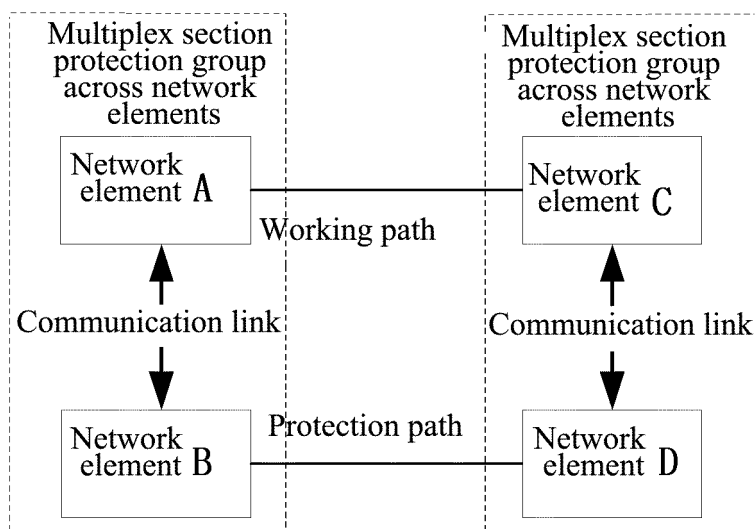 Multiplex section
protection group
across network
elements
Multiplex section
protection group
across network
elements
Network
element A
Network
element C
Working path
Communication link
Communication link
Network
element B
Protection path
Network
element D